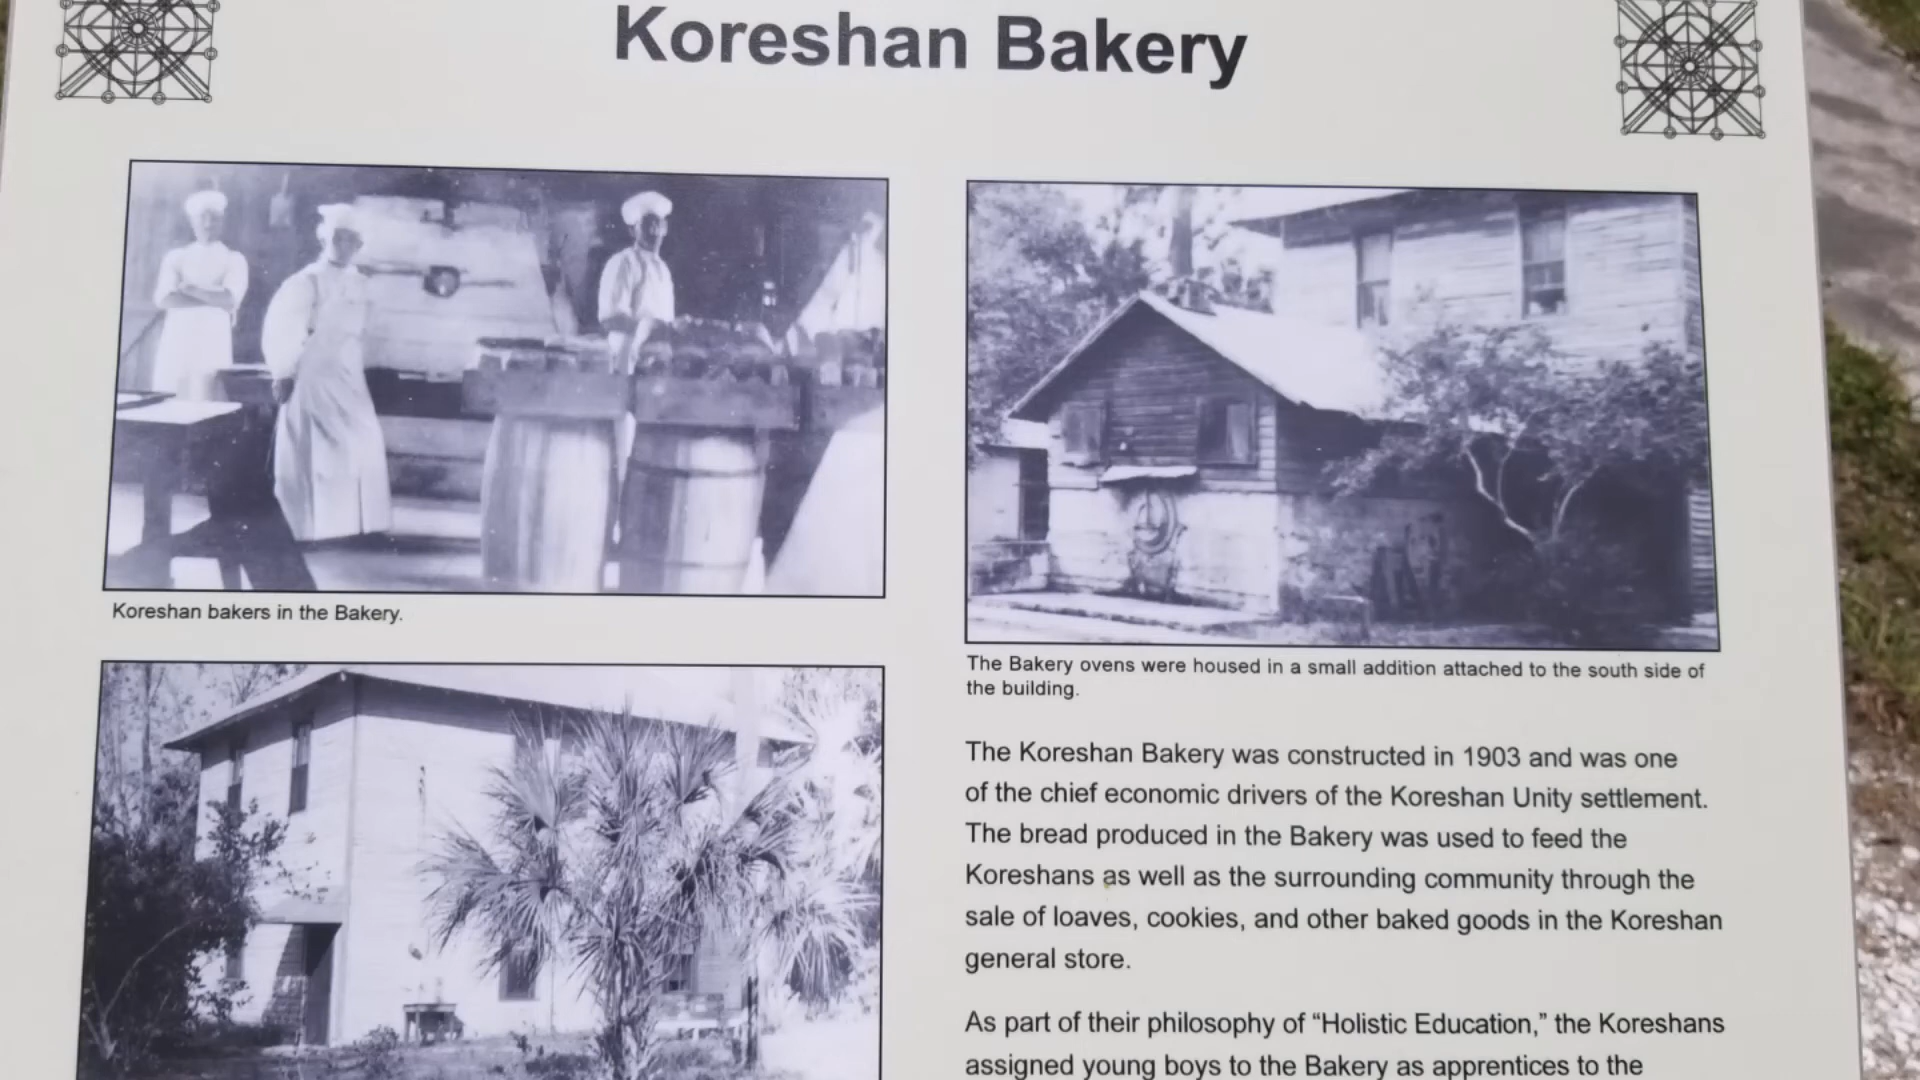 Koreshan Bakery
Koreshan bakers in the Bakery.
The Bakery ovens were housed in a small addition attached to the south side of
the building.
The Koreshan Bakery was constructed in 1903 and was one
of the chief economic drivers of the Koreshan Unity settlement.
The bread produced in the Bakery was used to feed the
Koreshans as well as the surrounding community through the
sale of loaves, cookies, and other baked goods in the Koreshan
general store.
As part of their philosophy of “Holistic Education,” the Koreshans
assigned young boys to the Bakery as apprentices to the